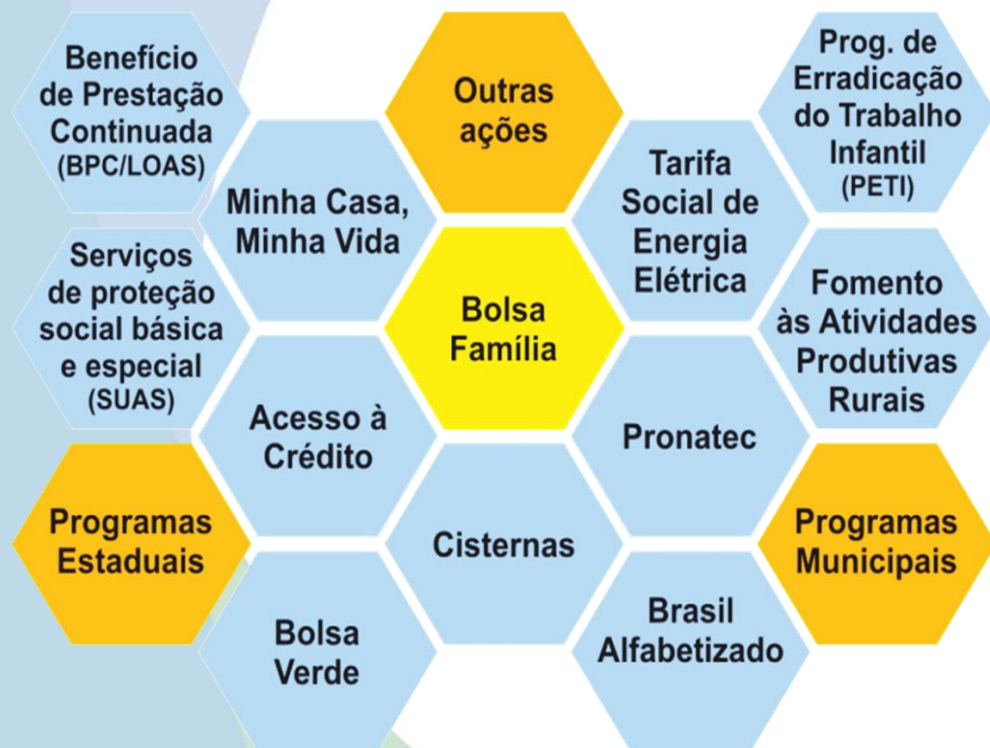 Benefício
de Prestação
Continuada
(BPC/LOAS)
Outras
ações
Prog. de
Erradicação
do Trabalho
Infantil
(PETI)
Minha Casa,
Minha Vida
Tarifa
Social de
Energia
Elétrica
Serviços
de proteção
social básica
e especial
(SUAS)
Bolsa
Família
Fomento
às Atividades
Produtivas
Rurais
Acesso à
Crédito
Pronatec
Programas
Estaduais
Cisternas
Programas
Municipais
Bolsa
Verde
Brasil
Alfabetizado